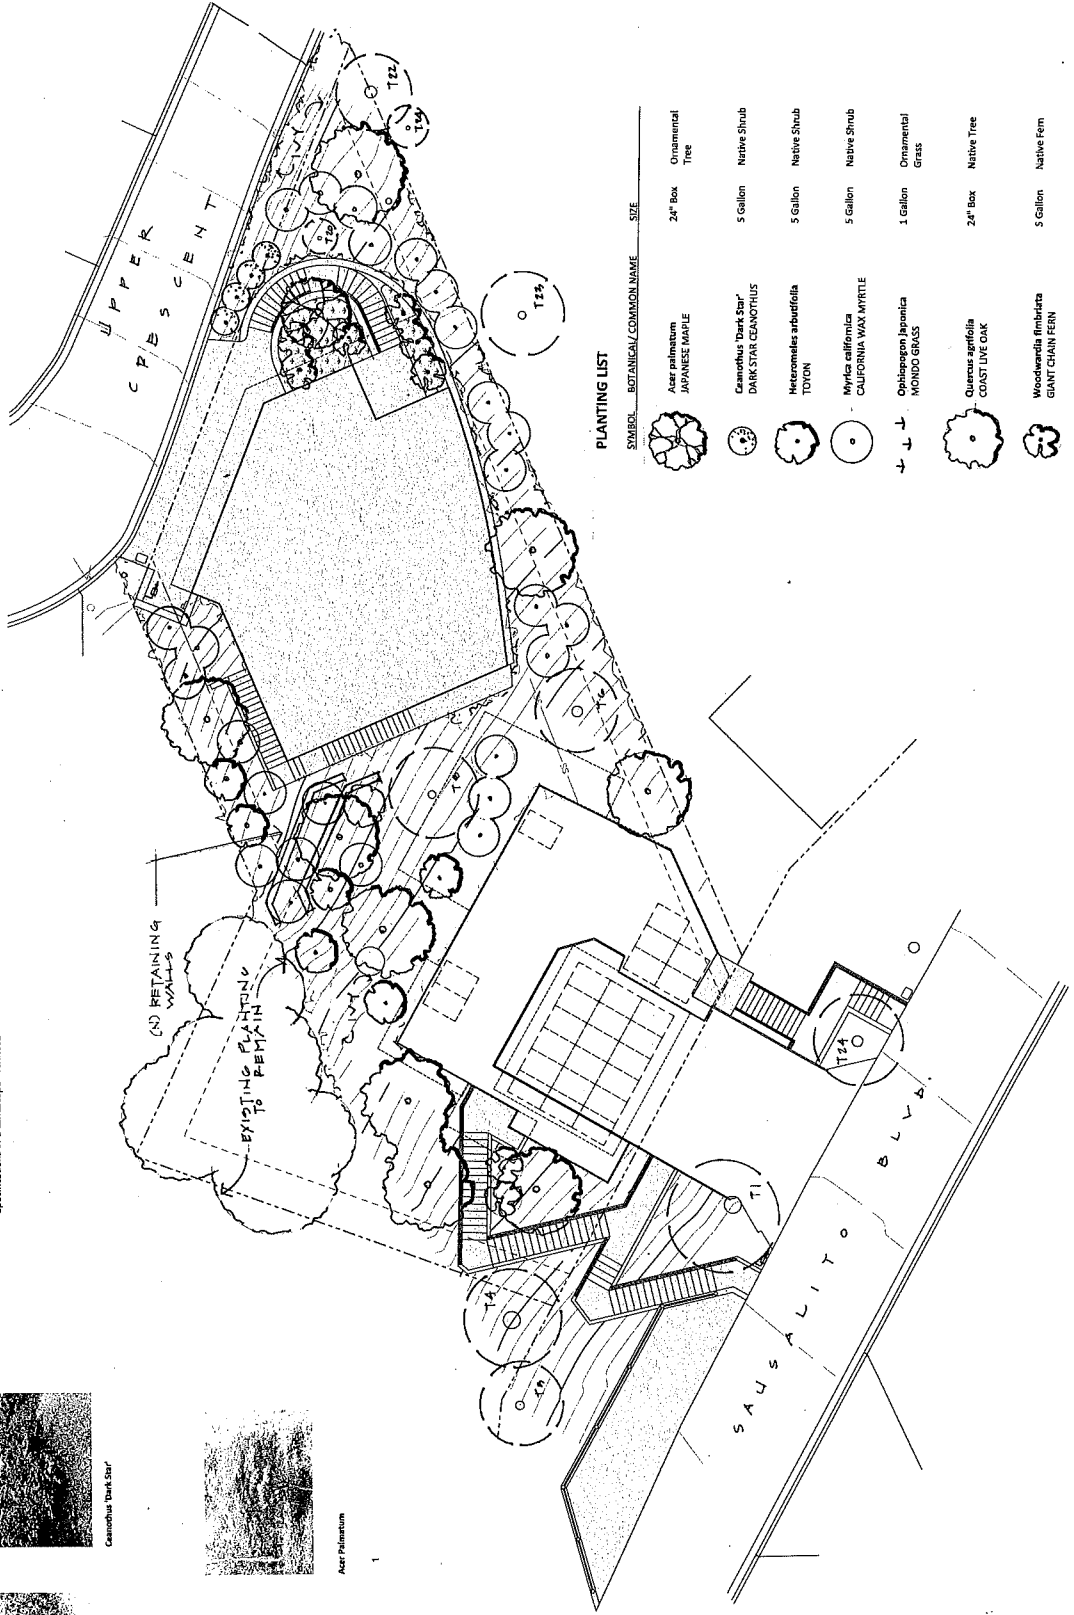 UPPER
CRESCENT
T22
T20
T23
(N) RETAINING
WALLS
EXISTING PLANTING
TO REMAIN
T24
T1
SAUSALITO BLVD.
PLANTING LIST
SYMBOL BOTANICAL/ COMMON NAME SIZE
Acer palmatum 24" Box Ornamental
JAPANESE MAPLE Tree
Ceanothus 'Dark Star' 5 Gallon Native Shrub
DARK STAR CEANOTHUS
Heteromeles arbutifolia 5 Gallon Native Shrub
TOYON
Myrica californica 5 Gallon Native Shrub
CALIFORNIA WAX MYRTLE
Ophiopogon japonica 1 Gallon Ornamental
MONDO GRASS Grass
Quercus agrifolia 24" Box Native Tree
COAST LIVE OAK
Woodwardia fimbriata 5 Gallon Native Fern
GIANT CHAIN FERN
Ceanothus 'Dark Star'
Acer Palmatum
1